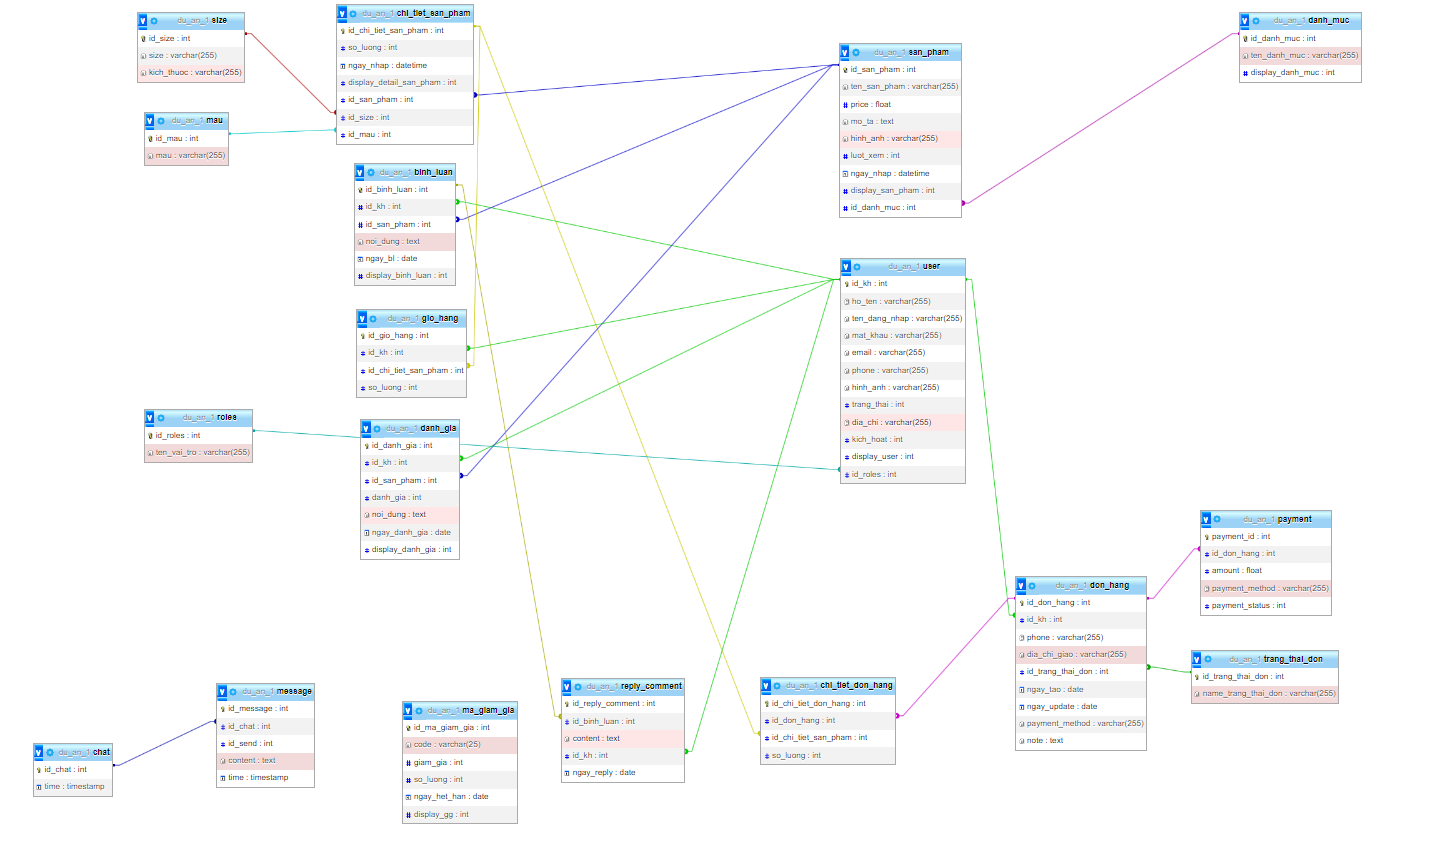 du_an_1 size
id_size : int
size : varchar(255)
kich_thuoc : varchar(255)
du_an_1 mau
id_mau : int
mau : varchar(255)
du_an_1 chi_tiet_san_pham
id_chi_tiet_san_pham : int
so_luong : int
ngay_nhap : datetime
display_detail_san_pham : int
id_san_pham : int
id_size : int
id_mau : int
du_an_1 binh_luan
id_binh_luan : int
id_kh : int
id_san_pham : int
noi_dung : text
ngay_bl : date
display_binh_luan : int
du_an_1 gio_hang
id_gio_hang : int
id_kh : int
id_chi_tiet_san_pham : int
so_luong : int
du_an_1 roles
id_roles : int
ten_vai_tro : varchar(255)
du_an_1 danh_gia
id_danh_gia : int
id_kh : int
id_san_pham : int
danh_gia : int
noi_dung : text
ngay_danh_gia : date
display_danh_gia : int
du_an_1 san_pham
id_san_pham : int
ten_san_pham : varchar(255)
price : float
mo_ta : text
hinh_anh : varchar(255)
luot_xem : int
ngay_nhap : datetime
display_san_pham : int
id_danh_muc : int
du_an_1 danh_muc
id_danh_muc : int
ten_danh_muc : varchar(255)
display_danh_muc : int
du_an_1 user
id_kh : int
ho_ten : varchar(255)
ten_dang_nhap : varchar(255)
mat_khau : varchar(255)
email : varchar(255)
phone : varchar(255)
hinh_anh : varchar(255)
trang_thai : int
dia_chi : varchar(255)
kich_hoat : int
display_user : int
id_roles : int
du_an_1 payment
payment_id : int
id_don_hang : int
amount : float
payment_method : varchar(255)
payment_status : int
du_an_1 don_hang
id_don_hang : int
id_kh : int
phone : varchar(255)
dia_chi_giao : varchar(255)
id_trang_thai_don : int
ngay_tao : date
ngay_update : date
payment_method : varchar(255)
note : text
du_an_1 trang_thai_don
id_trang_thai_don : int
name_trang_thai_don : varchar(255)
du_an_1 chat
id_chat : int
time : timestamp
du_an_1 message
id_message : int
id_chat : int
id_send : int
content : text
time : timestamp
du_an_1 ma_giam_gia
id_ma_giam_gia : int
code : varchar(25)
giam_gia : int
so_luong : int
ngay_het_han : date
display_gg : int
du_an_1 reply_comment
id_reply_comment : int
id_binh_luan : int
content : text
id_kh : int
ngay_reply : date
du_an_1 chi_tiet_don_hang
id_chi_tiet_don_hang : int
id_don_hang : int
id_chi_tiet_san_pham : int
so_luong : int